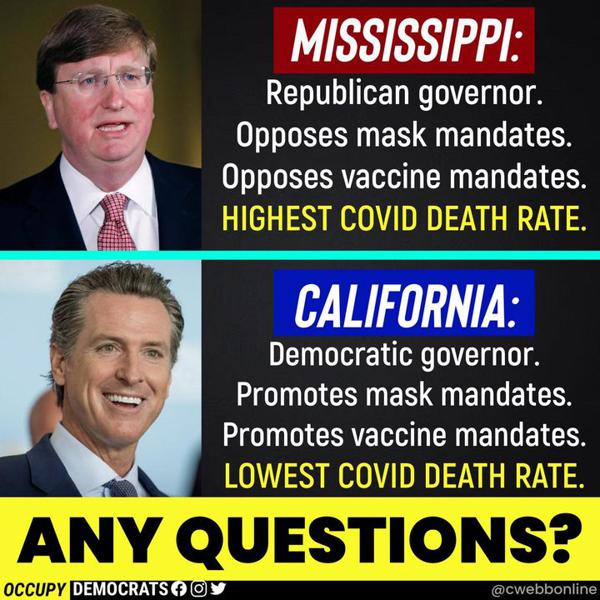 MISSISSIPPI:
Republican governor.
Opposes mask mandates.
Opposes vaccine mandates.
HIGHEST COVID DEATH RATE.
CALIFORNIA:
Democratic governor.
Promotes mask mandates.
Promotes vaccine mandates.
LOWEST COVID DEATH RATE.
ANY QUESTIONS?
OCCUPY DEMOCRATS
@cwebbonline